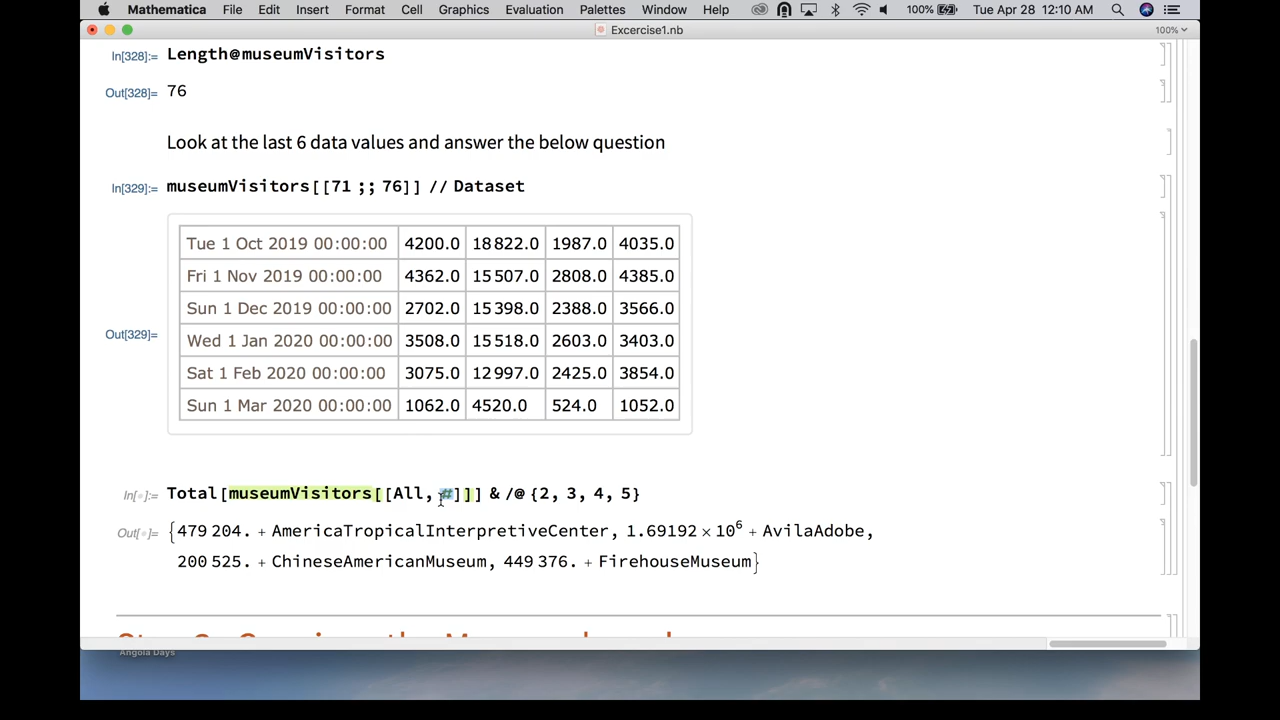 Mathematica File Edit Insert Format Cell Graphics Evaluation Palettes Window Help 100% Tue Apr 28 12:10 AM
Excercise1.nb 100%
In[328]:= Length@museumVisitors
Out[328]= 76
Look at the last 6 data values and answer the below question
In[329]:= museumVisitors[[71 ;; 76]] // Dataset
Tue 1 Oct 2019 00:00:00 4200.0 18822.0 1987.0 4035.0
Fri 1 Nov 2019 00:00:00 4362.0 15507.0 2808.0 4385.0
Sun 1 Dec 2019 00:00:00 2702.0 15398.0 2388.0 3566.0
Out[329]=
Wed 1 Jan 2020 00:00:00 3508.0 15518.0 2603.0 3403.0
Sat 1 Feb 2020 00:00:00 3075.0 12997.0 2425.0 3854.0
Sun 1 Mar 2020 00:00:00 1062.0 4520.0 524.0 1052.0
In[◦]:= Total[museumVisitors[[All, #]]] & /@ {2, 3, 4, 5}
Out[◦]= {479204. + AmericaTropicalInterpretiveCenter, 1.69192 × 10⁶ + AvilaAdobe,
200525. + ChineseAmericanMuseum, 449376. + FirehouseMuseum}
Angola Days